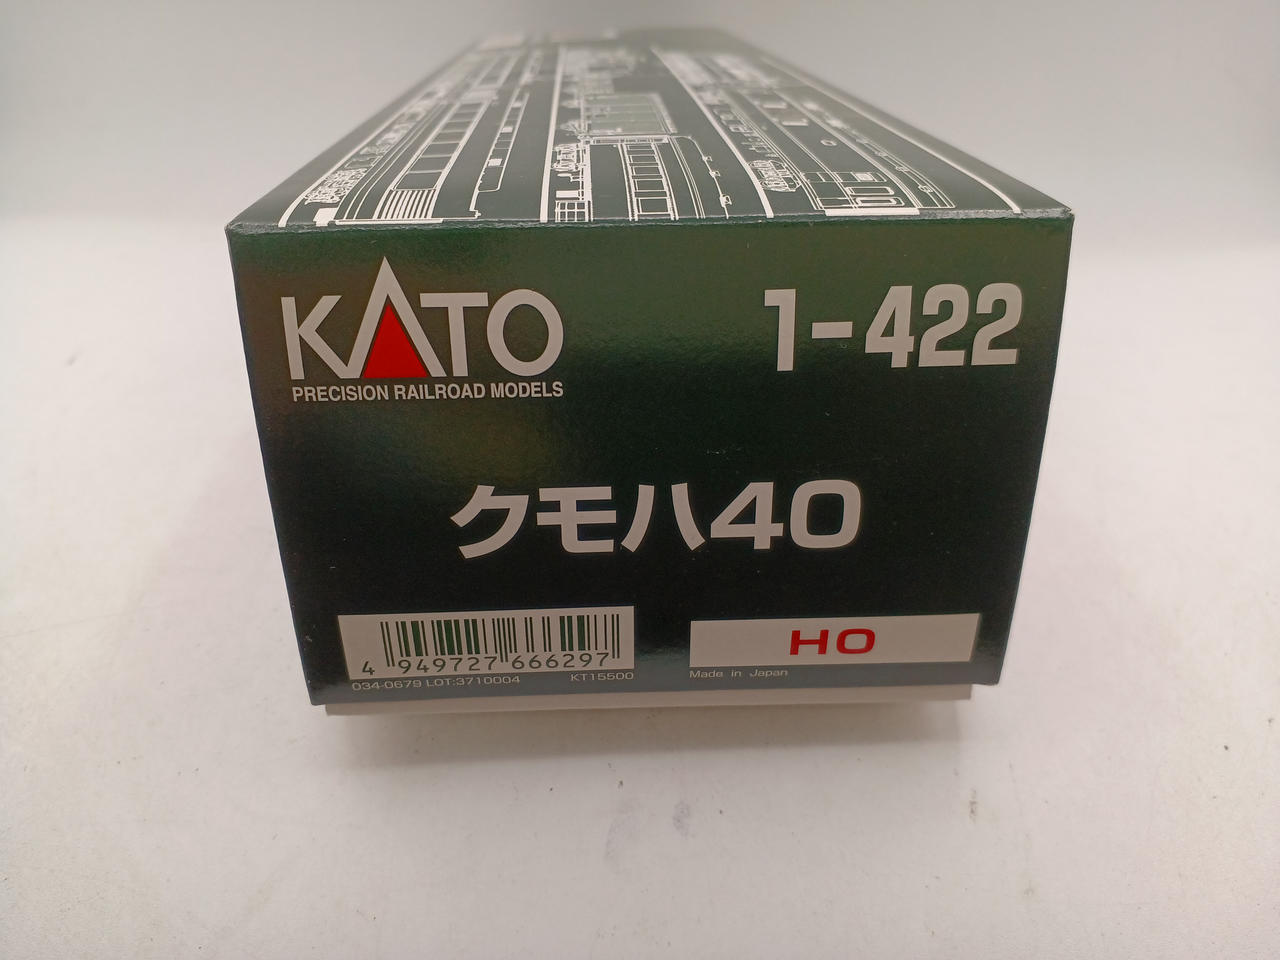 KATO
PRECISION RAILROAD MODELS
1-422
クモハ40
4 949727 666297
034-0679 LOT:3710004
KT15500
HO
Made in Japan